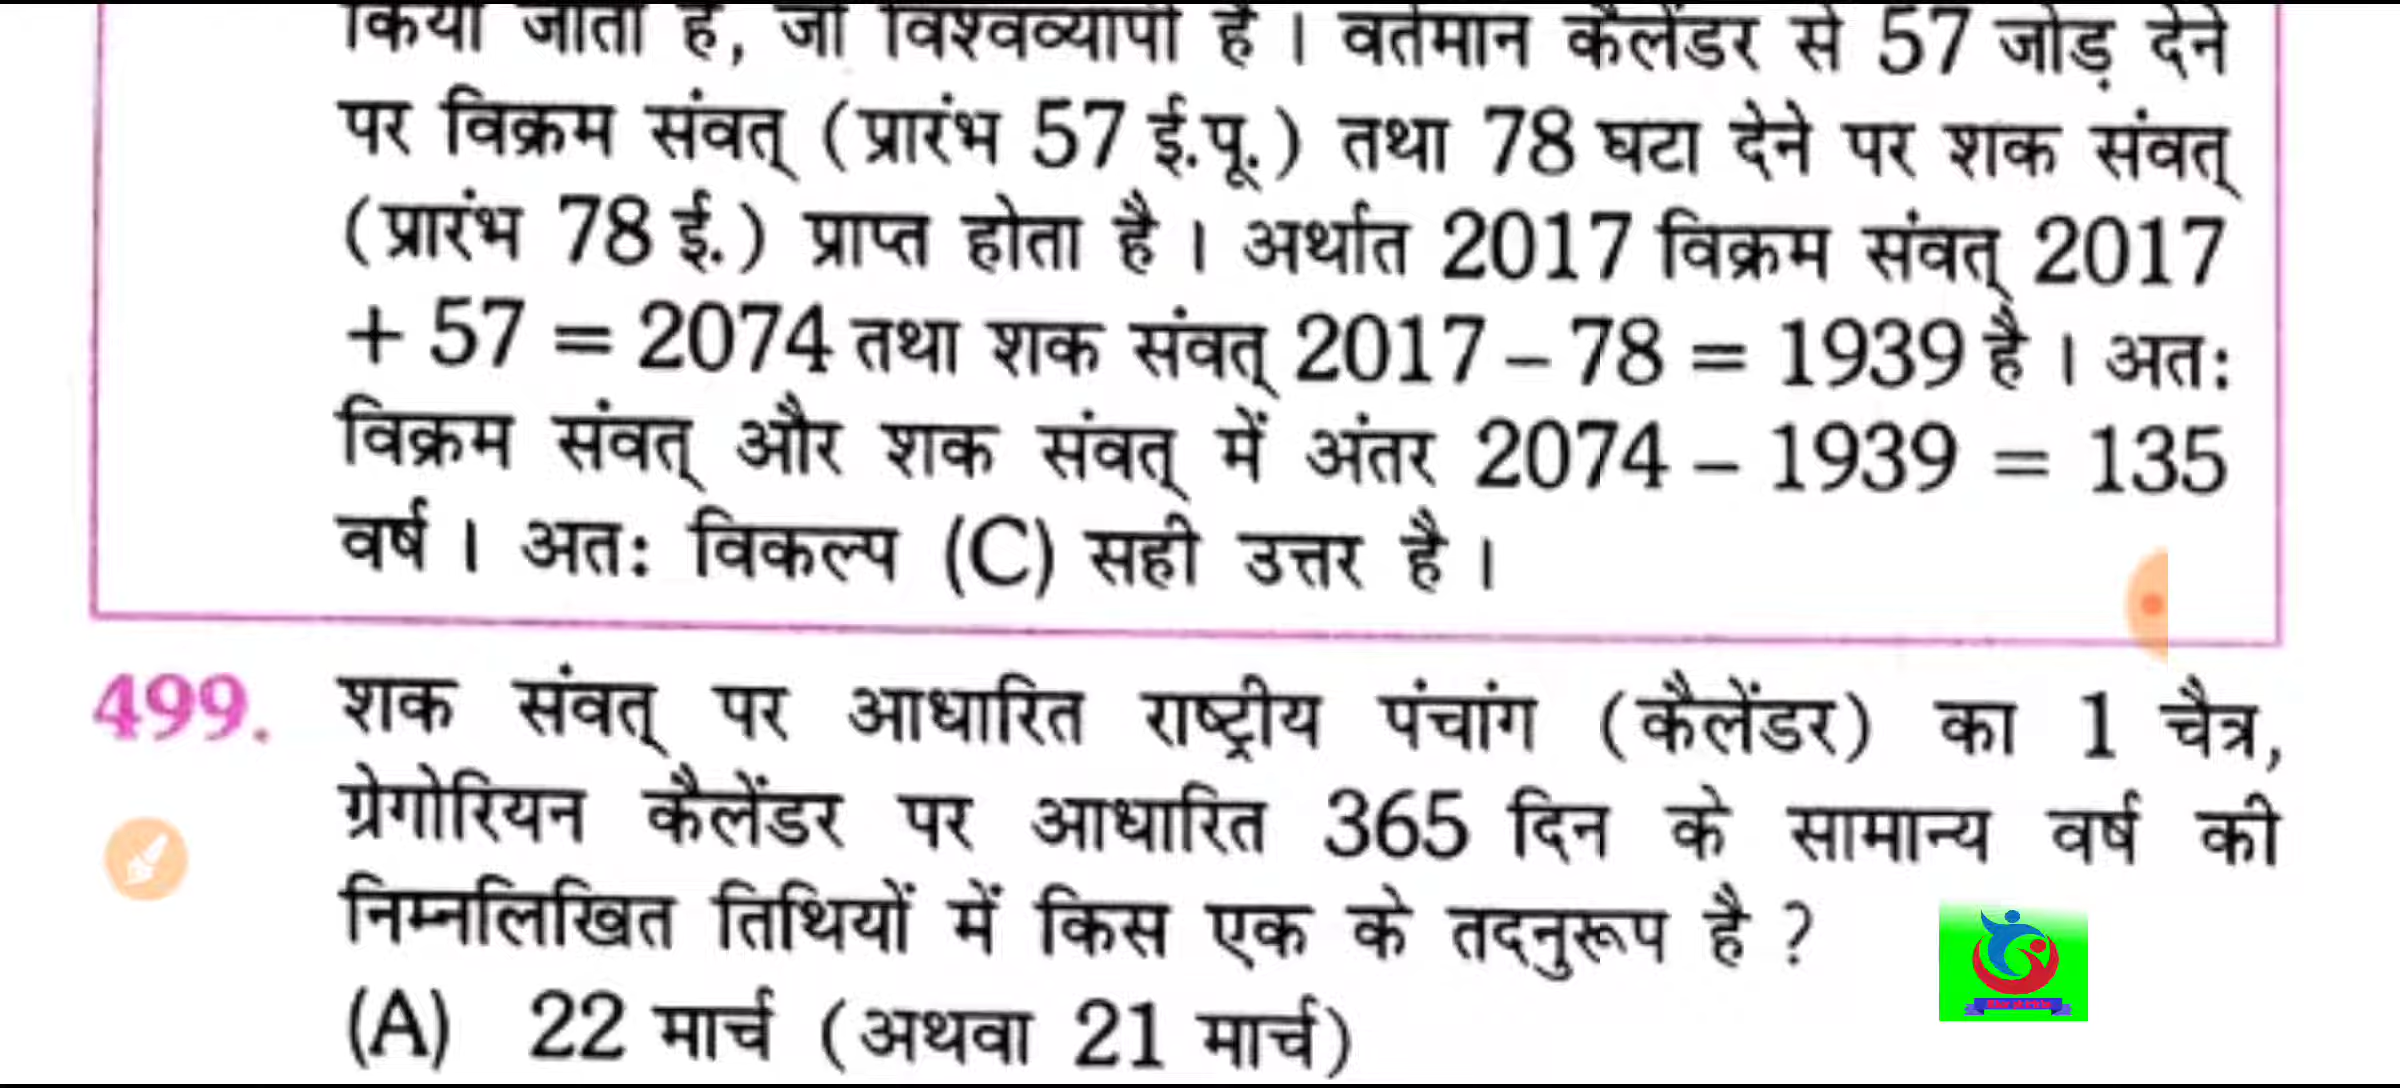 किया जाता है, जो विश्वव्यापी है। वर्तमान कैलेंडर से 57 जोड़ देने
पर विक्रम संवत् (प्रारंभ 57 ई.पू.) तथा 78 घटा देने पर शक संवत्
(प्रारंभ 78 ई.) प्राप्त होता है। अर्थात 2017 विक्रम संवत् 2017
+ 57 = 2074 तथा शक संवत् 2017 – 78 = 1939 है। अतः
विक्रम संवत् और शक संवत् में अंतर 2074 – 1939 = 135
वर्ष। अतः विकल्प (C) सही उत्तर है।
499. शक संवत् पर आधारित राष्ट्रीय पंचांग (कैलेंडर) का 1 चैत्र,
ग्रेगोरियन कैलेंडर पर आधारित 365 दिन के सामान्य वर्ष की
निम्नलिखित तिथियों में किस एक के तद्नुरूप है ?
(A) 22 मार्च (अथवा 21 मार्च)